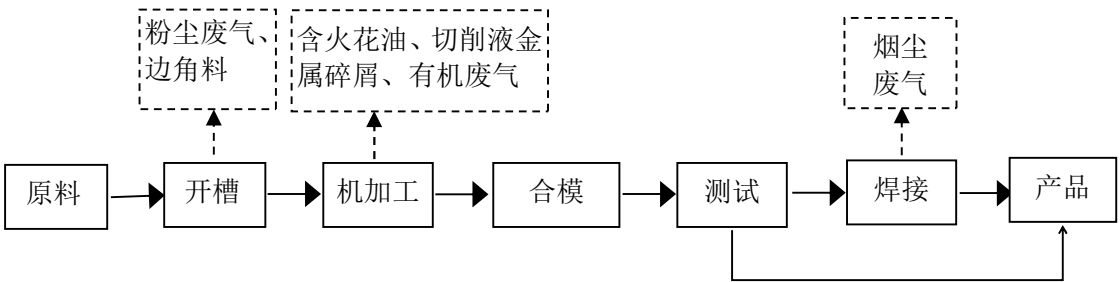 粉尘废气、
边角料
含火花油、切削液金
属碎屑、有机废气
烟尘
废气
原料
开槽
机加工
合模
测试
焊接
产品